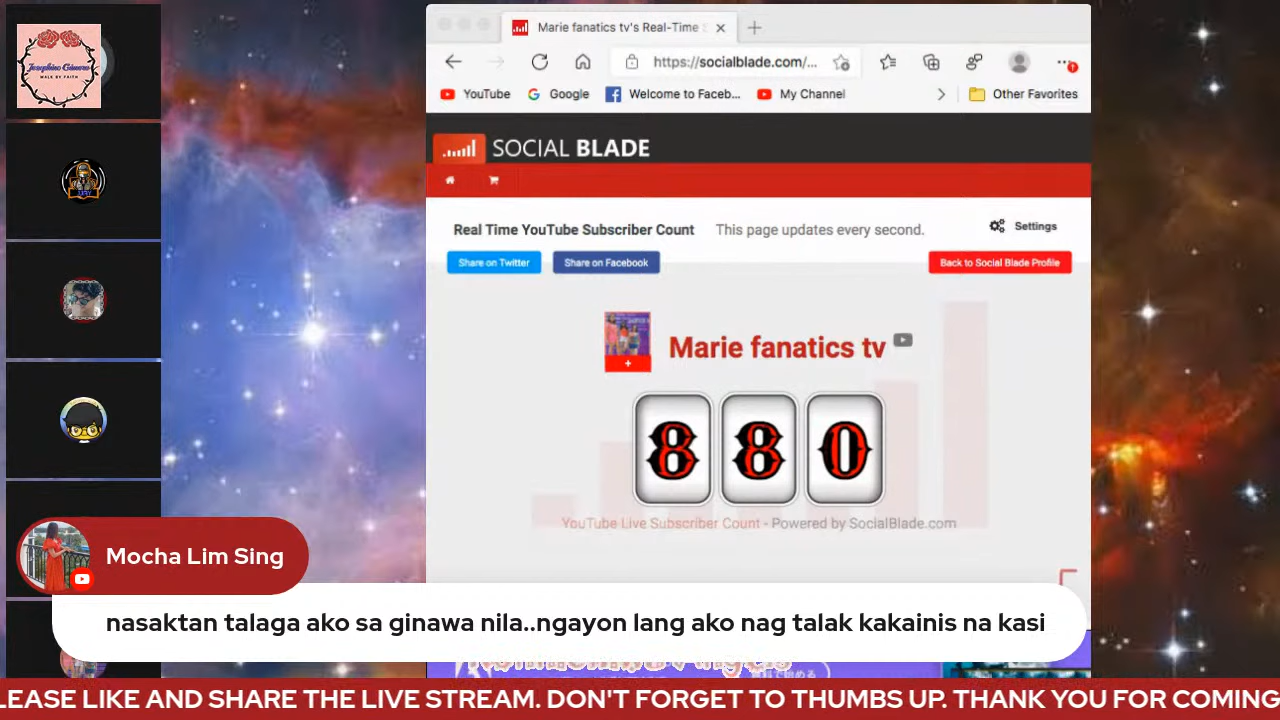 Marie fanatics tv's Real-Time
https://socialblade.com/...
YouTube
Google
Welcome to Faceb...
My Channel
Other Favorites
SOCIAL BLADE
Real Time YouTube Subscriber Count
This page updates every second.
Settings
Share on Twitter
Share on Facebook
Back to Social Blade Profile
Marie fanatics tv
880
YouTube Live Subscriber Count - Powered by SocialBlade.com
WALK BY FAITH
Mocha Lim Sing
nasaktan talaga ako sa ginawa nila..ngayon lang ako nag talak kakainis na kasi
LEASE LIKE AND SHARE THE LIVE STREAM. DON'T FORGET TO THUMBS UP. THANK YOU FOR COMING